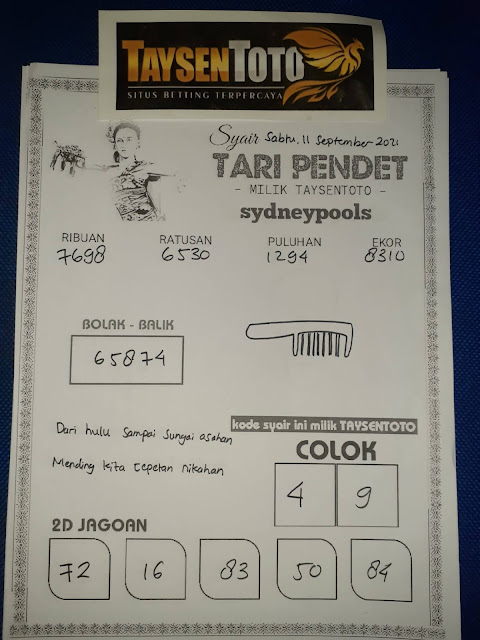 TAYSENTOTO
SITUS BETTING TERPERCAYA
Syair Sabtu, 11 September 2021
TARI PENDET
- MILIK TAYSENTOTO -
sydneypools
RIBUAN RATUSAN PULUHAN EKOR
7698 6530 1294 8310
BOLAK - BALIK
65874
Dari hulu sampai sungai asahan
Mending kita cepetan nikahan
kode syair ini milik TAYSENTOTO
COLOK
4 9
2D JAGOAN
72 16 83 50 84